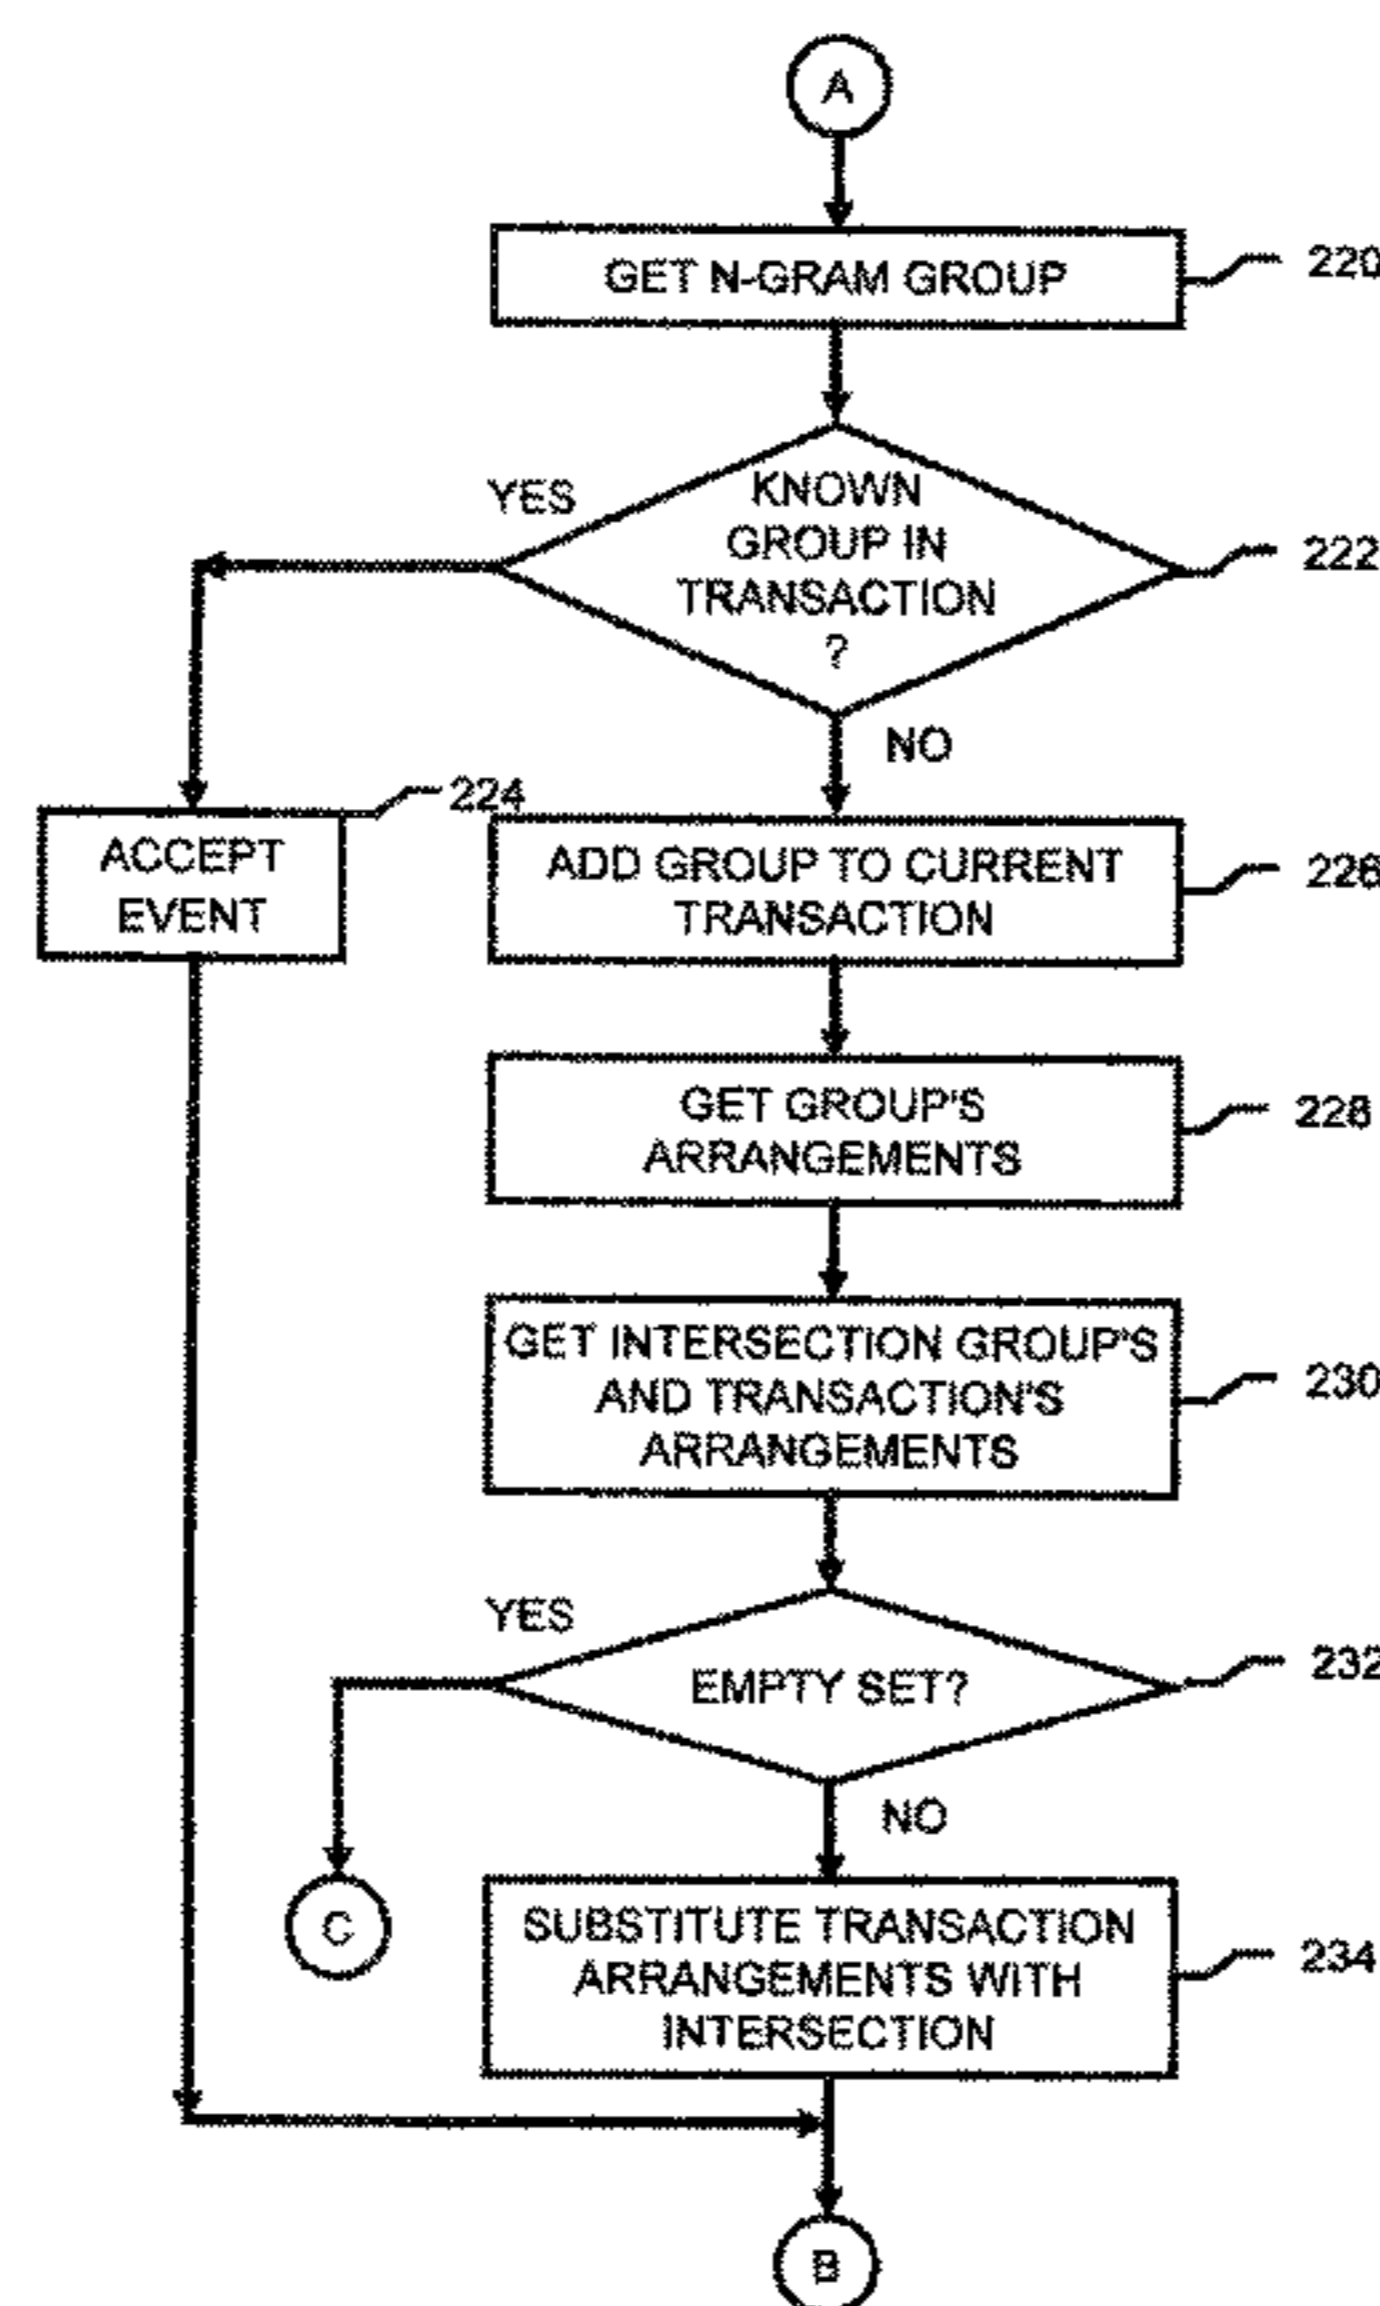 A
GET N-GRAM GROUP
220
YES
KNOWN
GROUP IN
TRANSACTION
?
222
NO
224
ACCEPT
EVENT
ADD GROUP TO CURRENT
TRANSACTION
226
GET GROUP'S
ARRANGEMENTS
228
GET INTERSECTION GROUP'S
AND TRANSACTION'S
ARRANGEMENTS
230
YES
EMPTY SET?
232
NO
C
SUBSTITUTE TRANSACTION
ARRANGEMENTS WITH
INTERSECTION
234
B